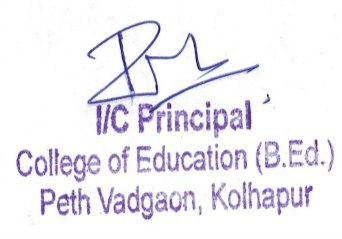 I/C Principal
College of Education (B.Ed.)
Peth Vadgaon, Kolhapur